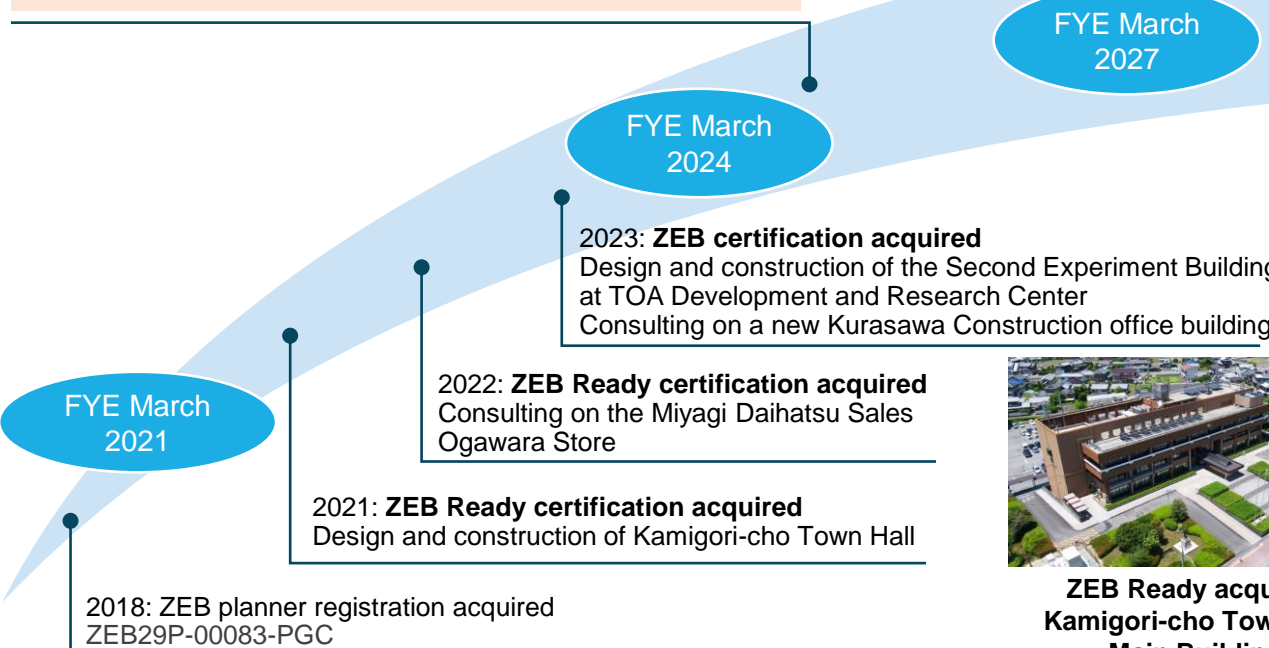 FYE March
2027
FYE March
2024
2023: ZEB certification acquired
Design and construction of the Second Experiment Building
at TOA Development and Research Center
Consulting on a new Kurasawa Construction office building
2022: ZEB Ready certification acquired
Consulting on the Miyagi Daihatsu Sales
Ogawara Store
FYE March
2021
2021: ZEB Ready certification acquired
Design and construction of Kamigori-cho Town Hall
2018: ZEB planner registration acquired
ZEB29P-00083-PGC
ZEB Ready acqu
Kamigori-cho Tow
Main Buildin